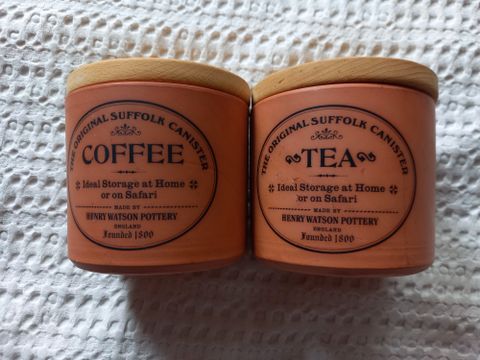 THE ORIGINAL SUFFOLK CANISTER
COFFEE
Ideal Storage at Home
or on Safari
MADE BY
HENRY WATSON POTTERY
ENGLAND
Founded 1800
THE ORIGINAL SUFFOLK CANISTER
TEA
Ideal Storage at Home
or on Safari
MADE BY
HENRY WATSON POTTERY
ENGLAND
Founded 1800